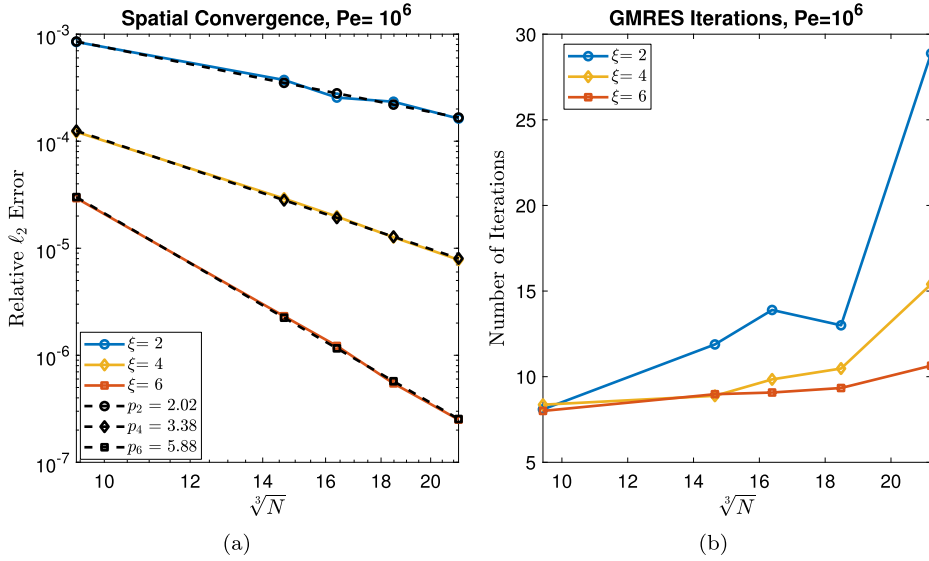 Spatial Convergence, Pe= 10^6
10^-3
10^-4
10^-5
10^-6
10^-7
Relative ℓ2 Error
ξ= 2
ξ= 4
ξ= 6
p2 = 2.02
p4 = 3.38
p6 = 5.88
10 12 14 16 18 20
∛N
(a)
GMRES Iterations, Pe=10^6
30
25
20
15
10
5
Number of Iterations
ξ= 2
ξ= 4
ξ= 6
10 12 14 16 18 20
∛N
(b)